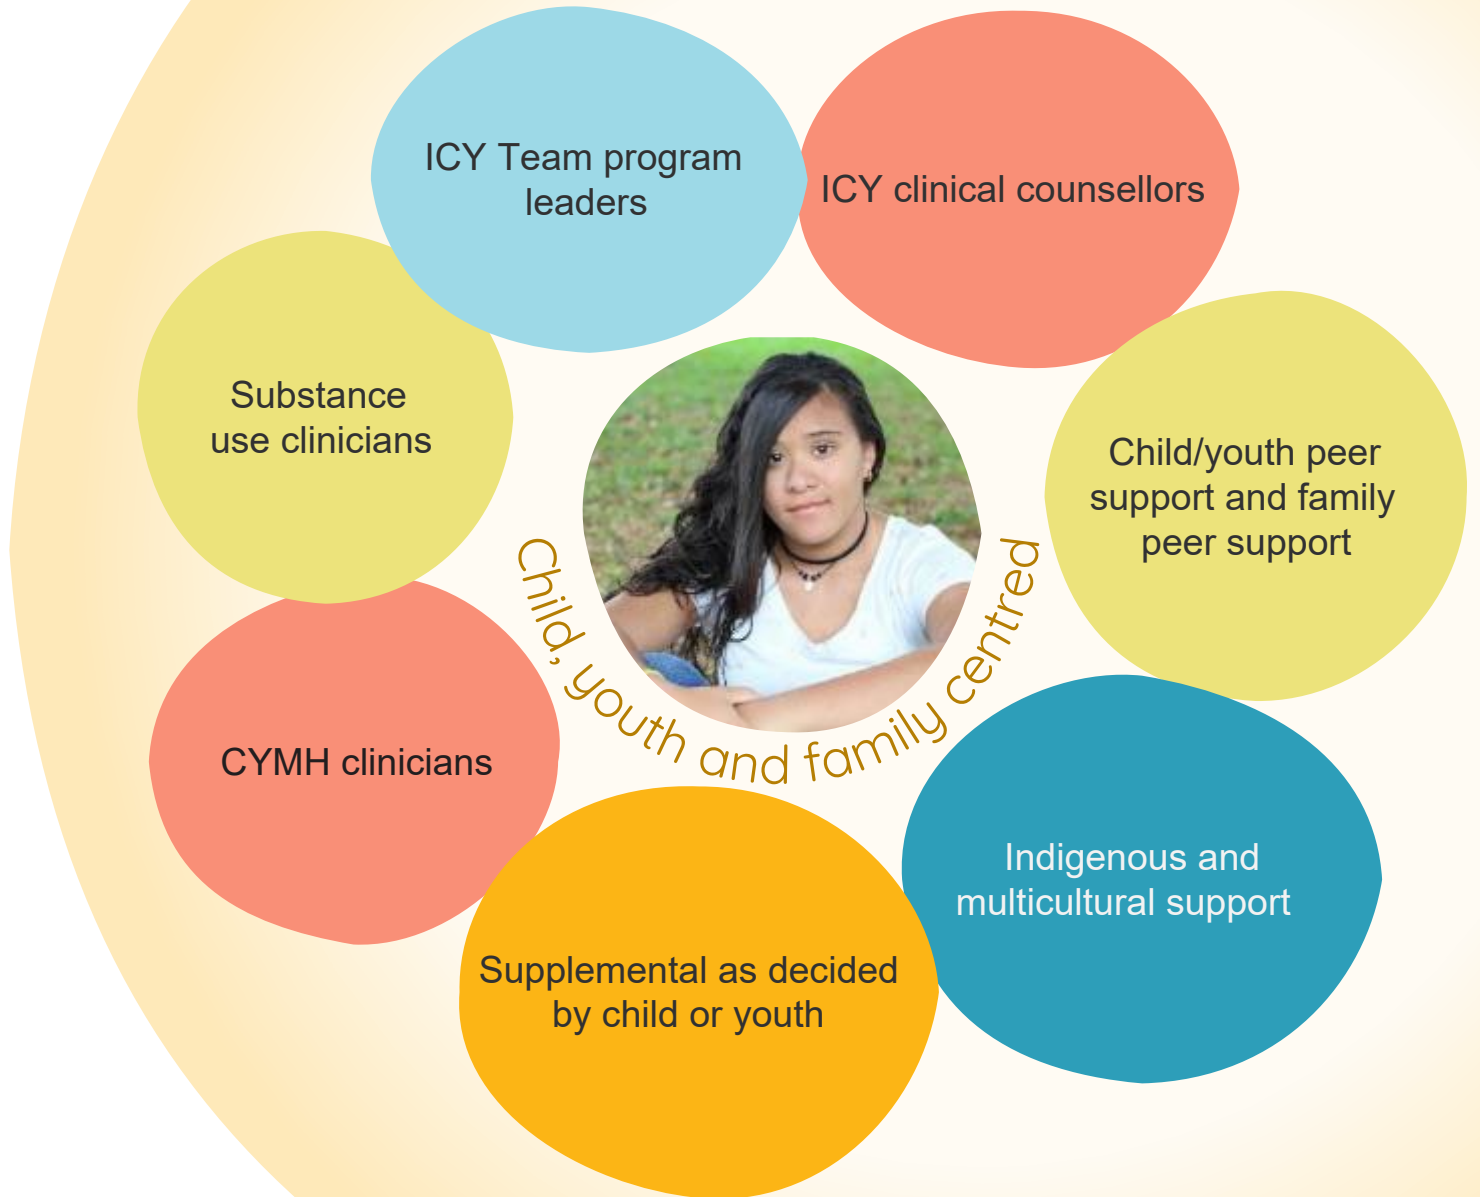 ICY Team program
leaders
ICY clinical counsellors
Substance
use clinicians
Child/youth peer
support and family
peer support
Child, youth and family centred
CYMH clinicians
Indigenous and
multicultural support
Supplemental as decided
by child or youth